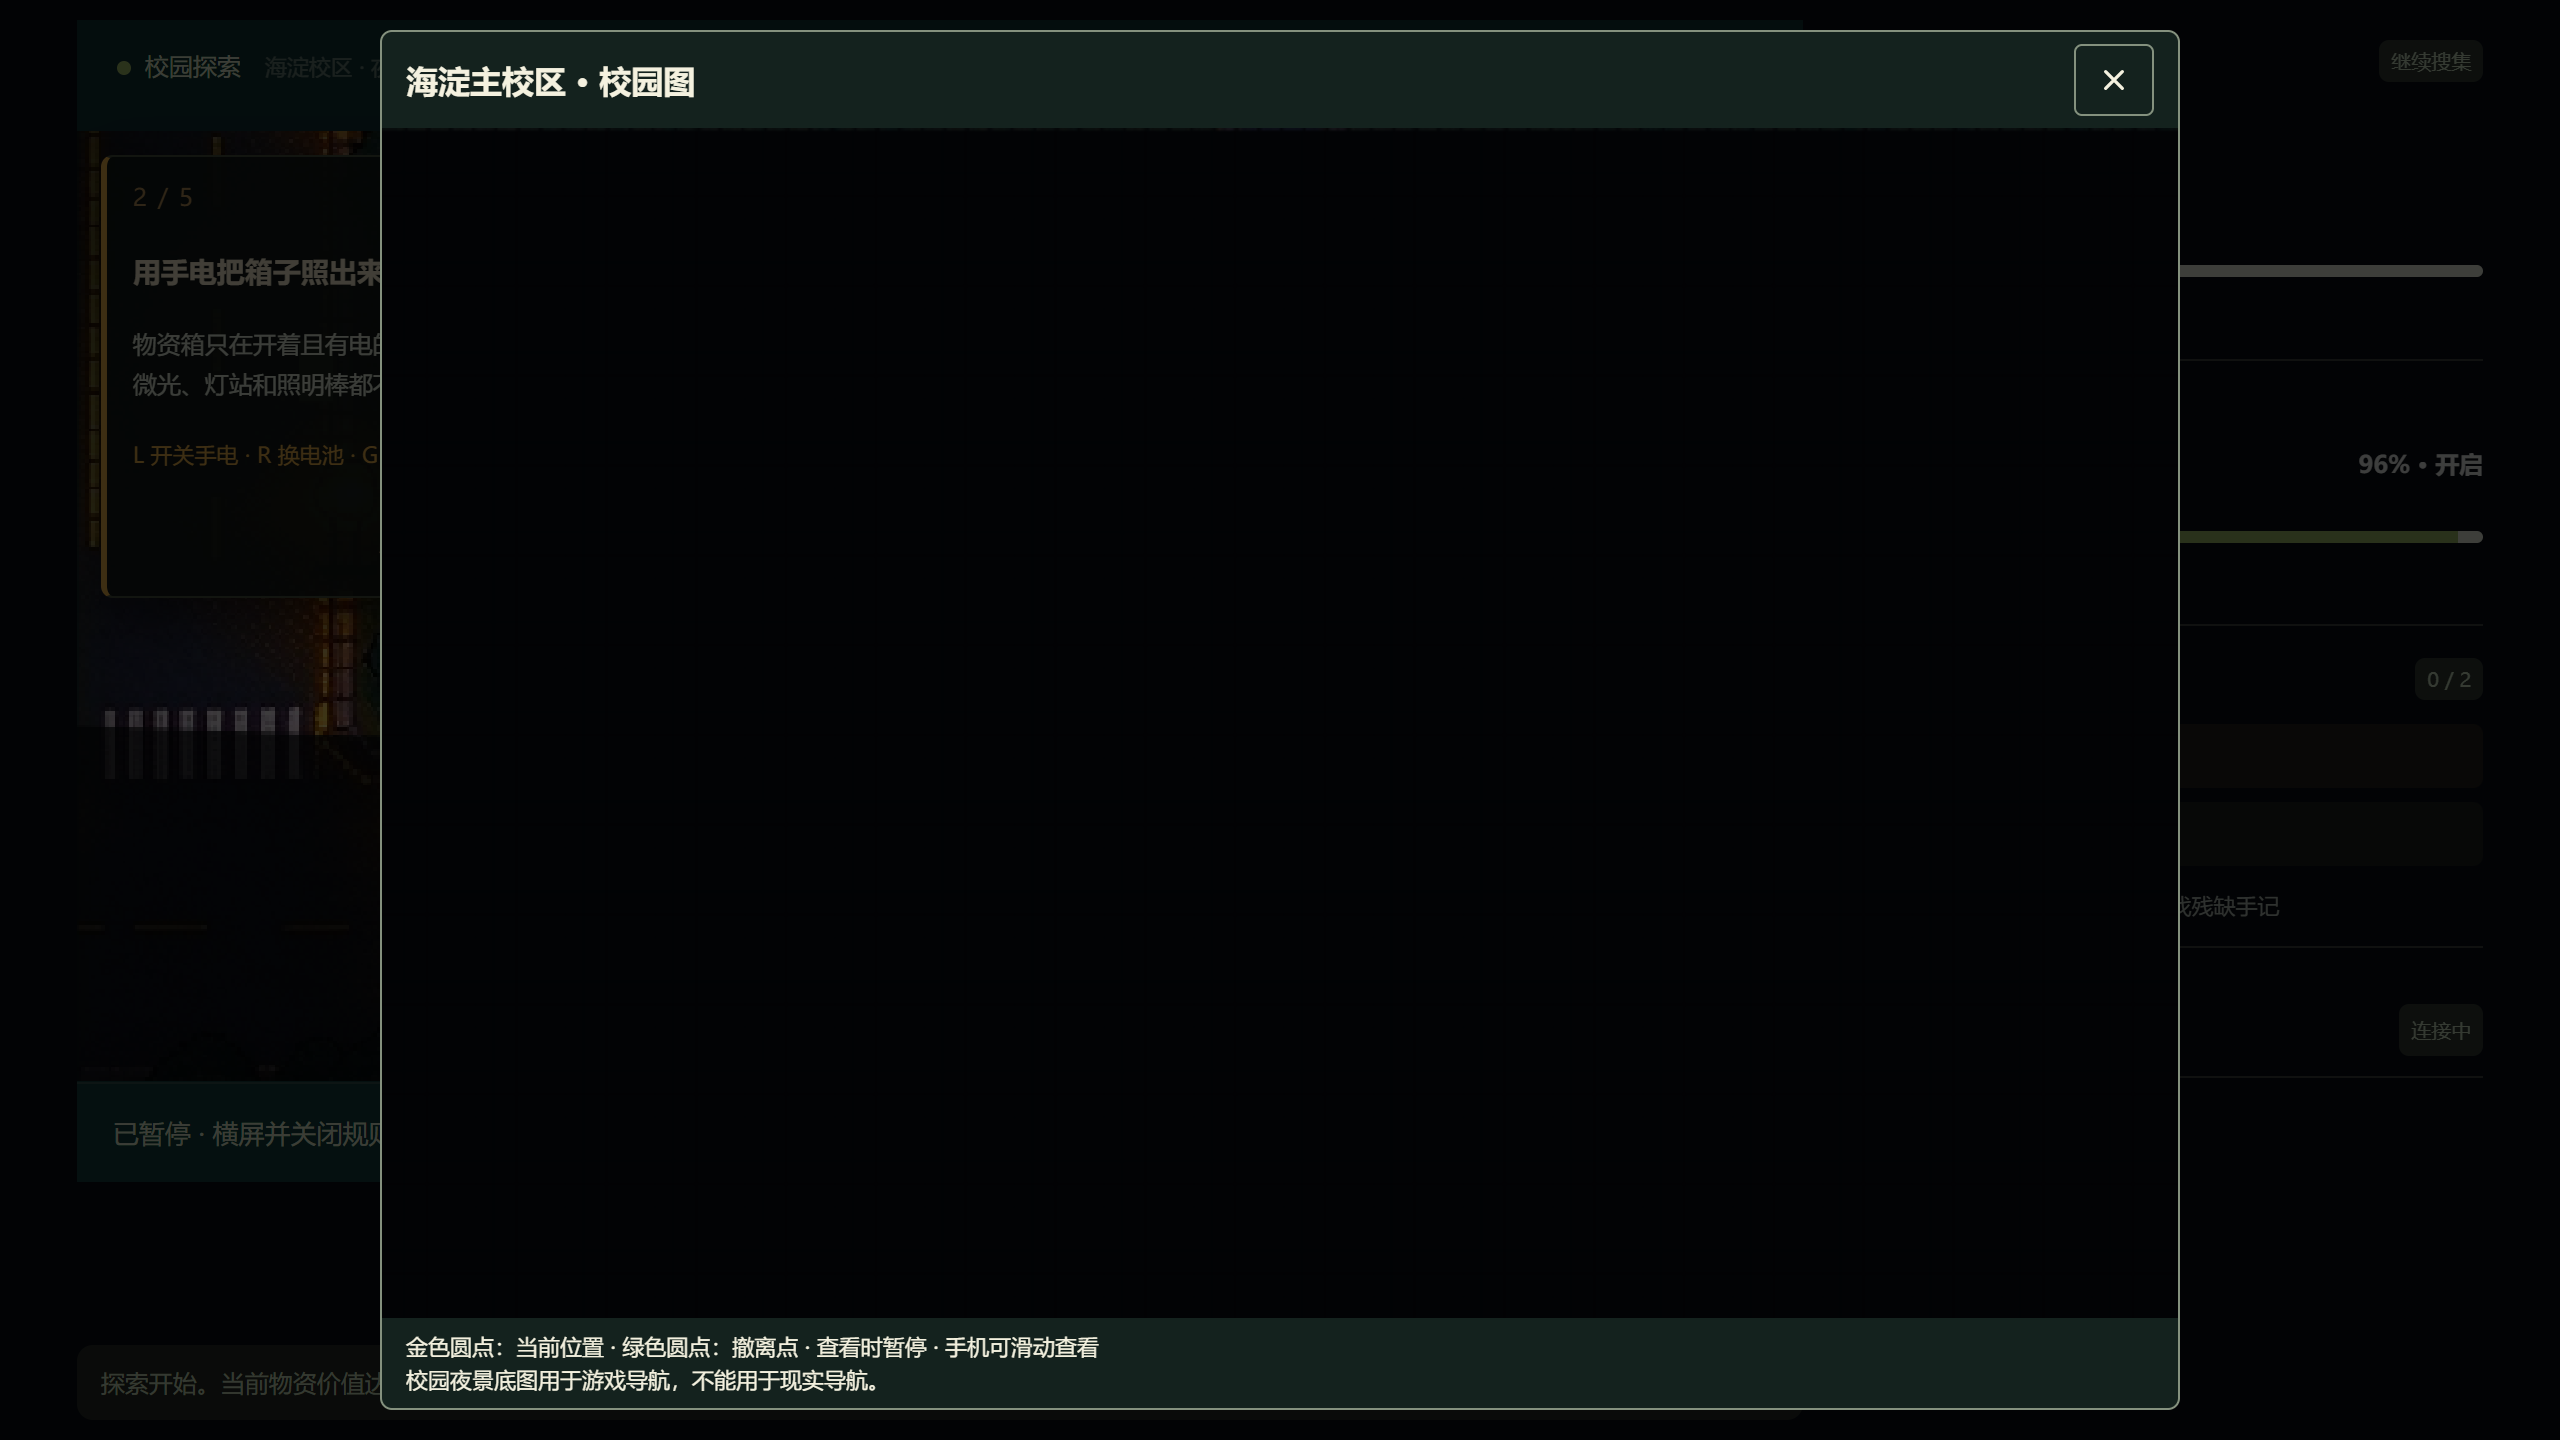 校园探索 海淀校区 ·
继续搜集
海淀主校区 • 校园图
2 / 5
用手电把箱子照出来
物资箱只在开着且有电
微光、灯站和照明棒都
L 开关手电 · R 换电池 · G
96% • 开启
0 / 2
残缺手记
连接中
已暂停 · 横屏并关闭规则
金色圆点：当前位置 · 绿色圆点：撤离点 · 查看时暂停 · 手机可滑动查看
校园夜景底图用于游戏导航，不能用于现实导航。
探索开始。当前物资价值达